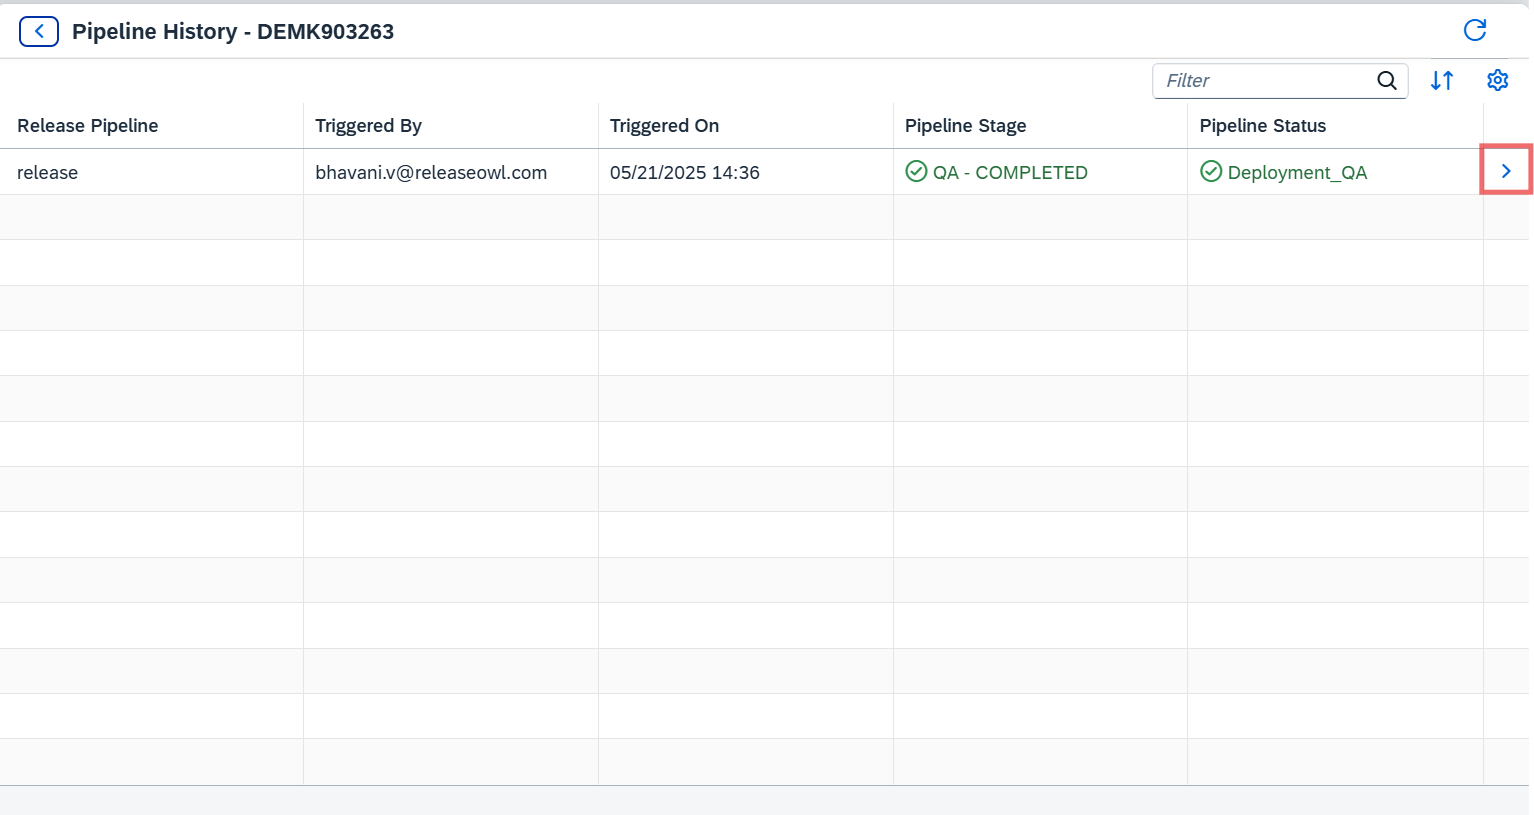 Pipeline History - DEMK903263
Filter
Release Pipeline Triggered By Triggered On Pipeline Stage Pipeline Status
release bhavani.v@releaseowl.com 05/21/2025 14:36 QA - COMPLETED Deployment_QA